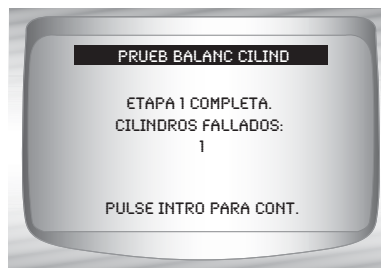 PRUEB BALANC CILIND
ETAPA 1 COMPLETA.
CILINDROS FALLADOS:
1
PULSE INTRO PARA CONT.